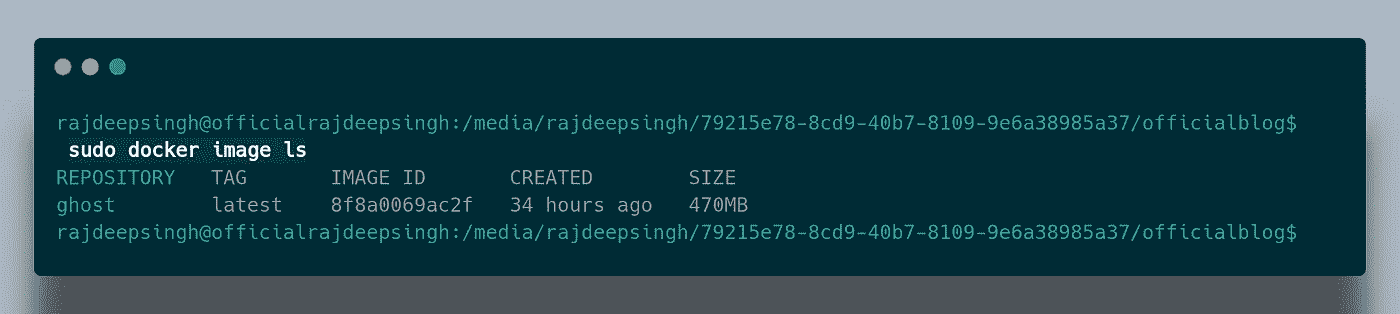 rajdeepsingh@officialrajdeepsingh:/media/rajdeepsingh/79215e78-8cd9-40b7-8109-9e6a38985a37/officialblog$
sudo docker image ls
REPOSITORY   TAG       IMAGE ID       CREATED        SIZE
ghost        latest    8f8a0069ac2f   34 hours ago   470MB
rajdeepsingh@officialrajdeepsingh:/media/rajdeepsingh/79215e78-8cd9-40b7-8109-9e6a38985a37/officialblog$